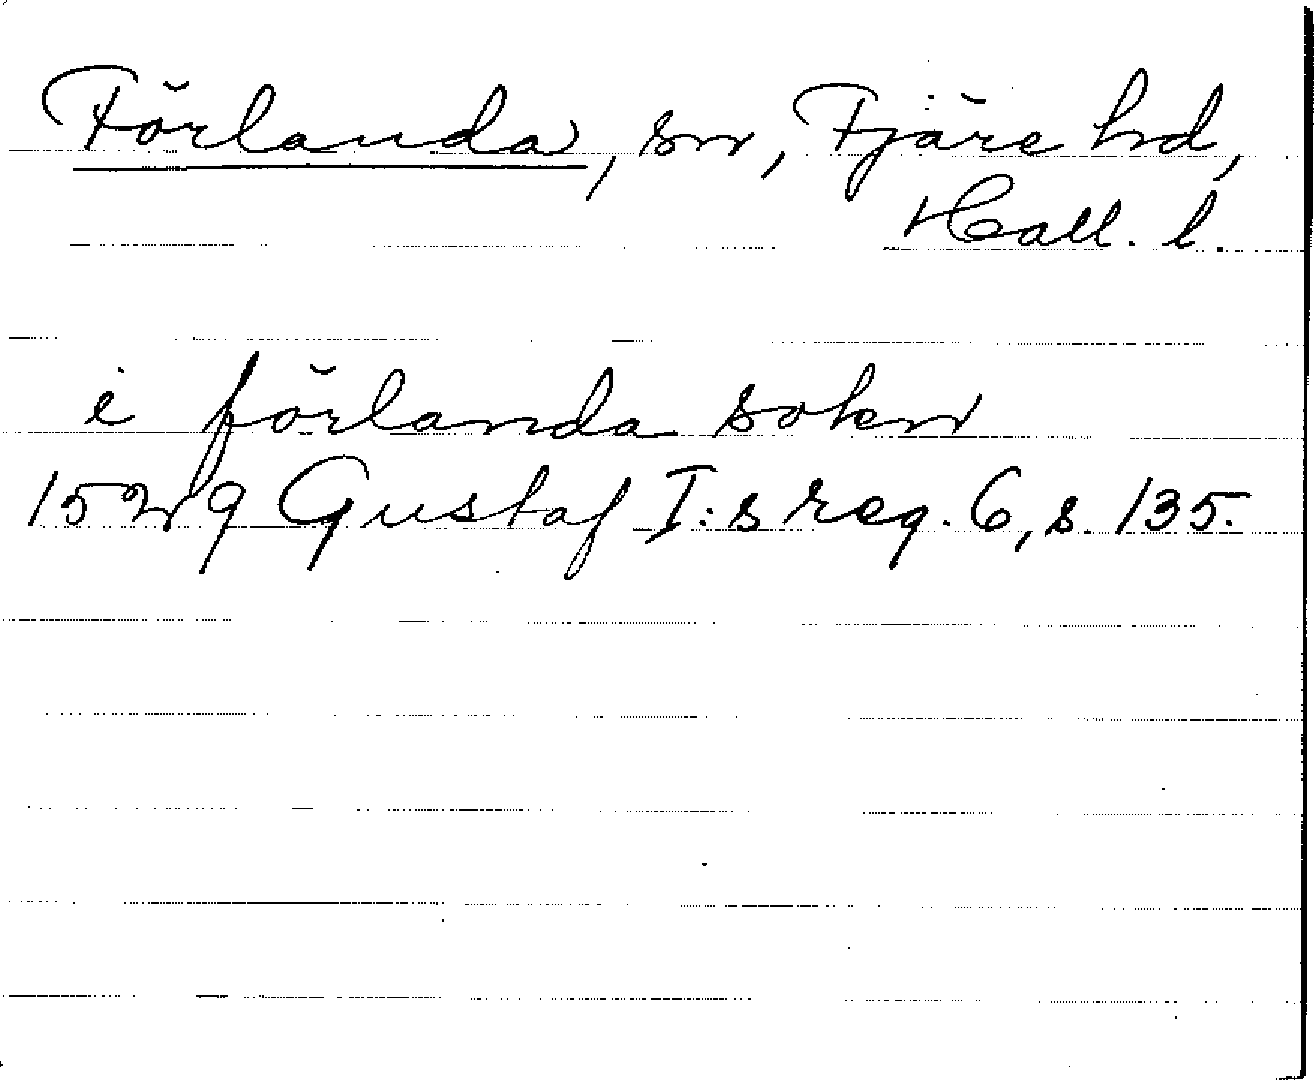 Förlanda, sn, Fjäre hd,
Hall. l.
i förlanda sokn
1529 Gustaf I:s reg. 6, s. 135.